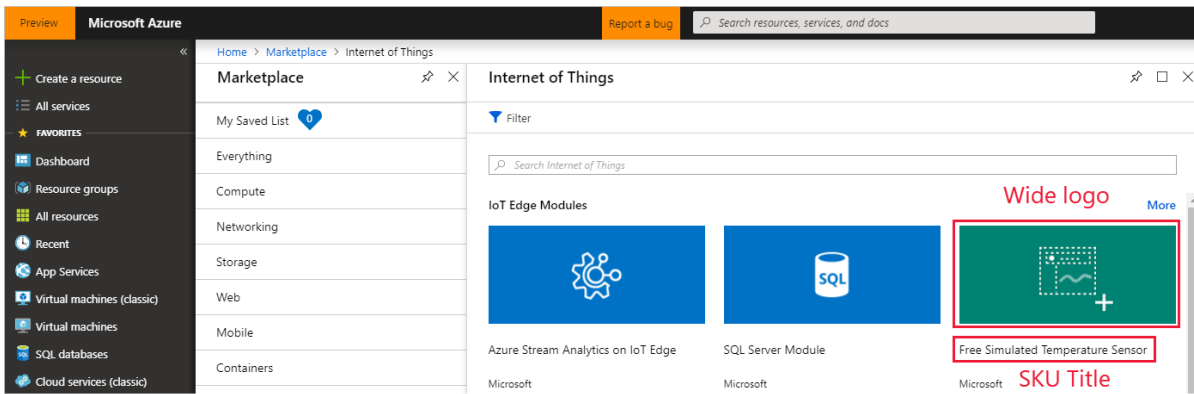 Preview Microsoft Azure Report a bug Search resources, services, and docs
« Home > Marketplace > Internet of Things
Create a resource
All services
FAVORITES
Dashboard
Resource groups
All resources
Recent
App Services
Virtual machines (classic)
Virtual machines
SQL databases
Cloud services (classic)
Marketplace
My Saved List 0
Everything
Compute
Networking
Storage
Web
Mobile
Containers
Internet of Things
Filter
Search Internet of Things
Wide logo
IoT Edge Modules More
SQL
Azure Stream Analytics on IoT Edge SQL Server Module Free Simulated Temperature Sensor
Microsoft Microsoft Microsoft SKU Title